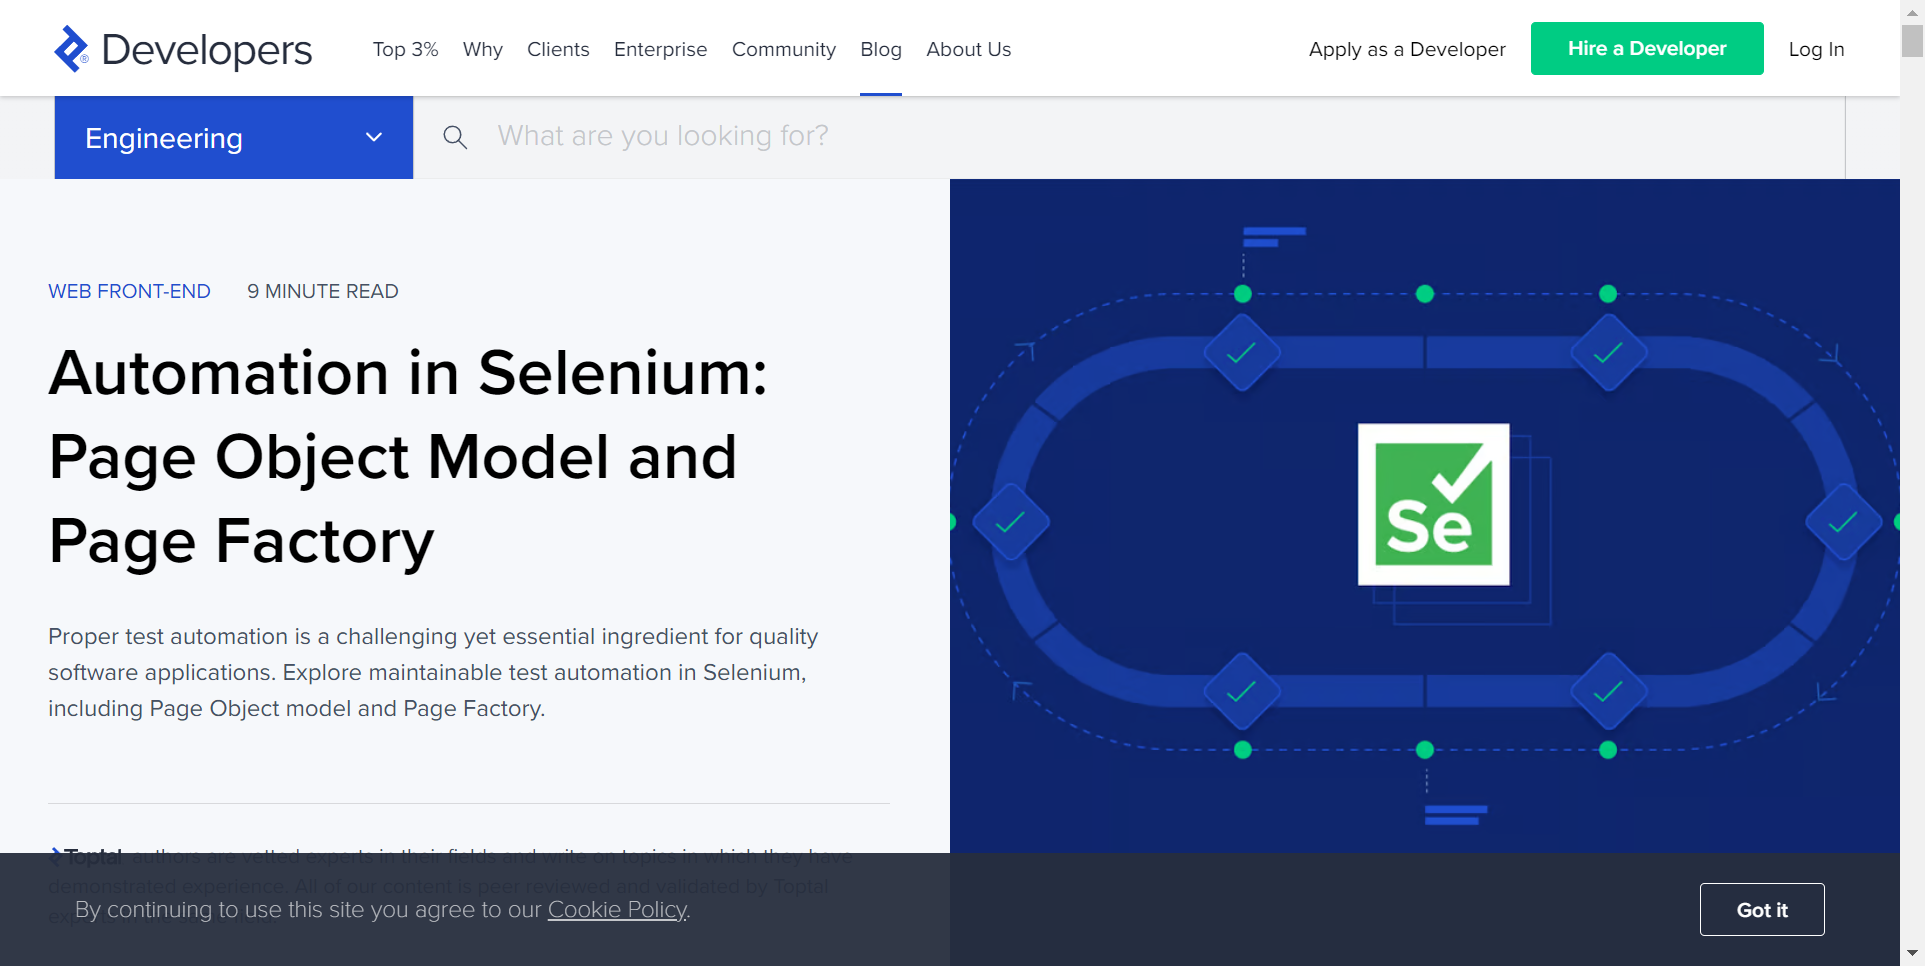 Developers
Top 3% Why Clients Enterprise Community Blog About Us Apply as a Developer Hire a Developer Log In
Engineering What are you looking for?
WEB FRONT-END 9 MINUTE READ
Automation in Selenium:
Page Object Model and
Page Factory
Proper test automation is a challenging yet essential ingredient for quality
software applications. Explore maintainable test automation in Selenium,
including Page Object model and Page Factory.
Se
Toptal authors are vetted experts in their fields and write on topics in which they have
demonstrated experience. All of our content is peer reviewed and validated by Toptal
By continuing to use this site you agree to our Cookie Policy.
Got it